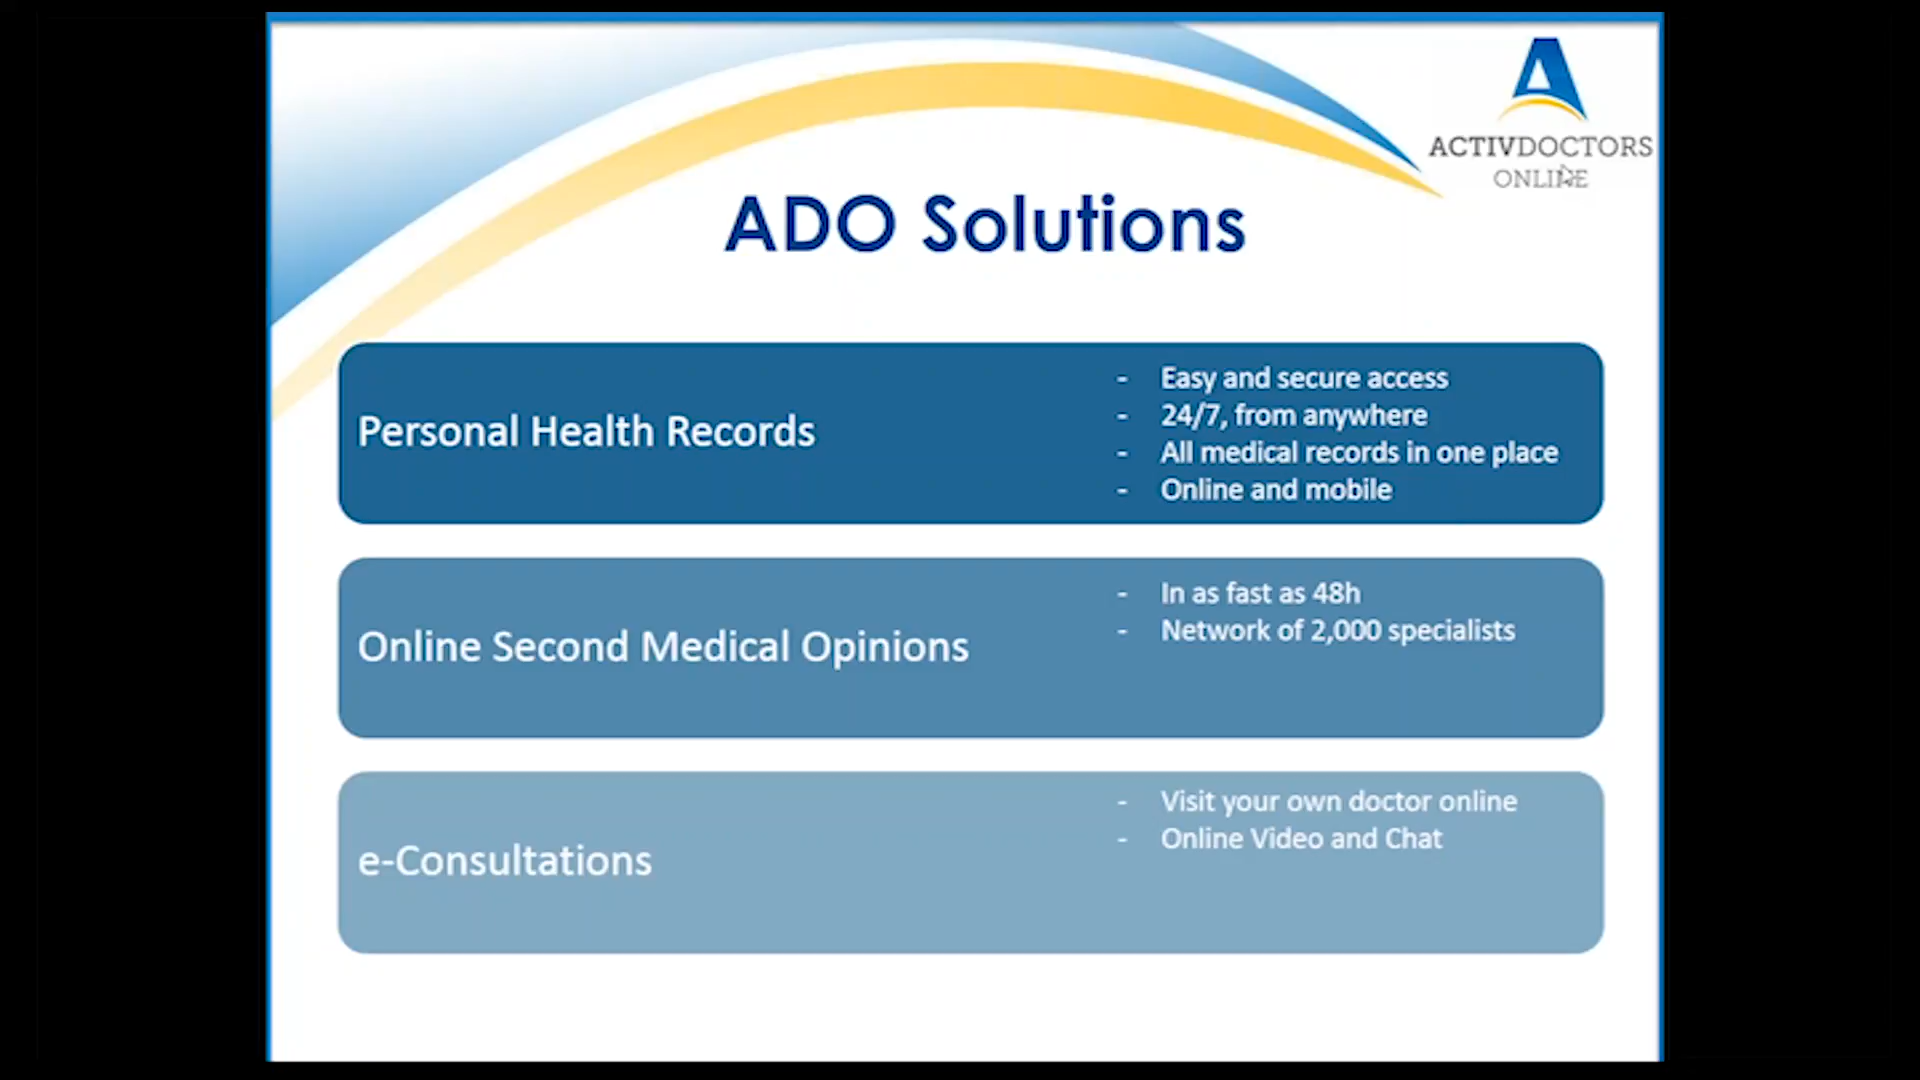 ACTIVDOCTORS
ONLINE
ADO Solutions
Personal Health Records
- Easy and secure access
- 24/7, from anywhere
- All medical records in one place
- Online and mobile
Online Second Medical Opinions
- In as fast as 48h
- Network of 2,000 specialists
e-Consultations
- Visit your own doctor online
- Online Video and Chat